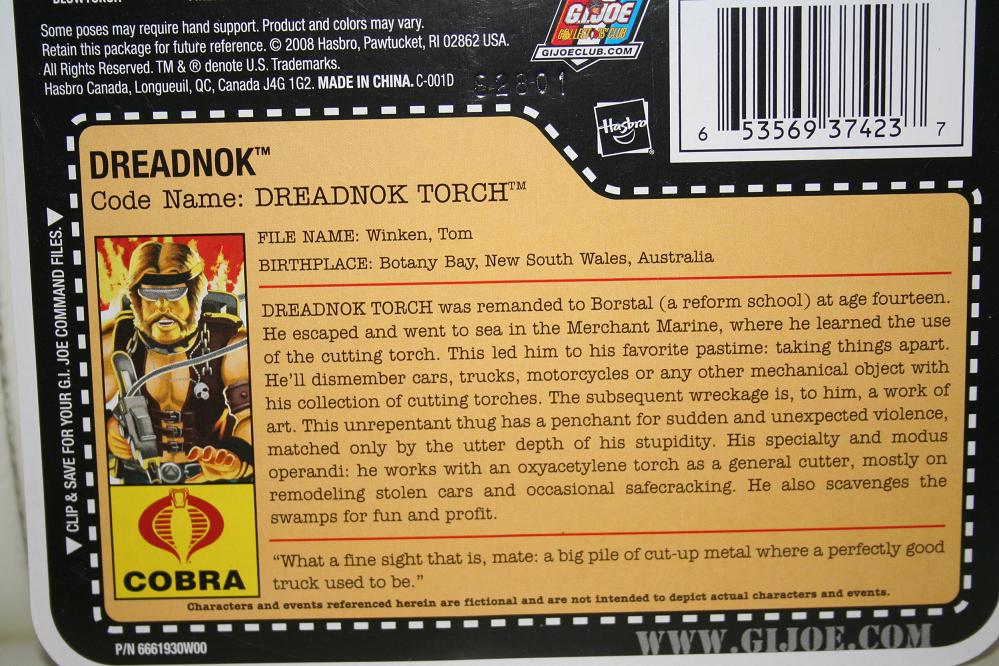 Some poses may require hand support. Product and colors may vary.
Retain this package for future reference. © 2008 Hasbro, Pawtucket, RI 02862 USA.
All Rights Reserved. TM & ® denote U.S. Trademarks.
Hasbro Canada, Longueuil, QC, Canada J4G 1G2. MADE IN CHINA. C-001D
82801
G.I.JOE
COLLECTORS' CLUB
GIJOECLUB.COM
Hasbro
6 53569 37423 7
DREADNOK™
Code Name: DREADNOK TORCH™
FILE NAME: Winken, Tom
BIRTHPLACE: Botany Bay, New South Wales, Australia
DREADNOK TORCH was remanded to Borstal (a reform school) at age fourteen.
He escaped and went to sea in the Merchant Marine, where he learned the use
of the cutting torch. This led him to his favorite pastime: taking things apart.
He'll dismember cars, trucks, motorcycles or any other mechanical object with
his collection of cutting torches. The subsequent wreckage is, to him, a work of
art. This unrepentant thug has a penchant for sudden and unexpected violence,
matched only by the utter depth of his stupidity. His specialty and modus
operandi: he works with an oxyacetylene torch as a general cutter, mostly on
remodeling stolen cars and occasional safecracking. He also scavenges the
swamps for fun and profit.
"What a fine sight that is, mate: a big pile of cut-up metal where a perfectly good
truck used to be."
COBRA
Characters and events referenced herein are fictional and are not intended to depict actual characters and events.
CLIP & SAVE FOR YOUR G.I. JOE COMMAND FILES.
P/N 6661930W00
WWW.GIJOE.COM